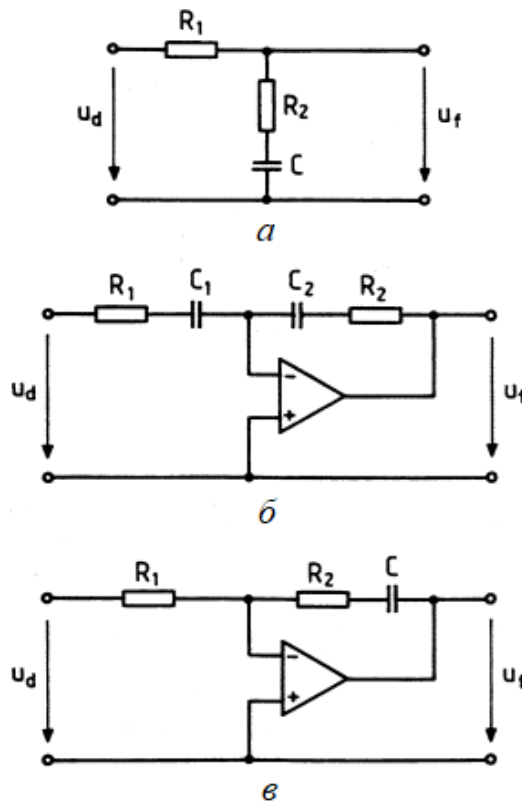 R₁
R₂
u_d
u_f
C
а
R₁ C₁ C₂ R₂
u_d
u_f
-
+
б
R₁ R₂ C
u_d
u_f
-
+
в